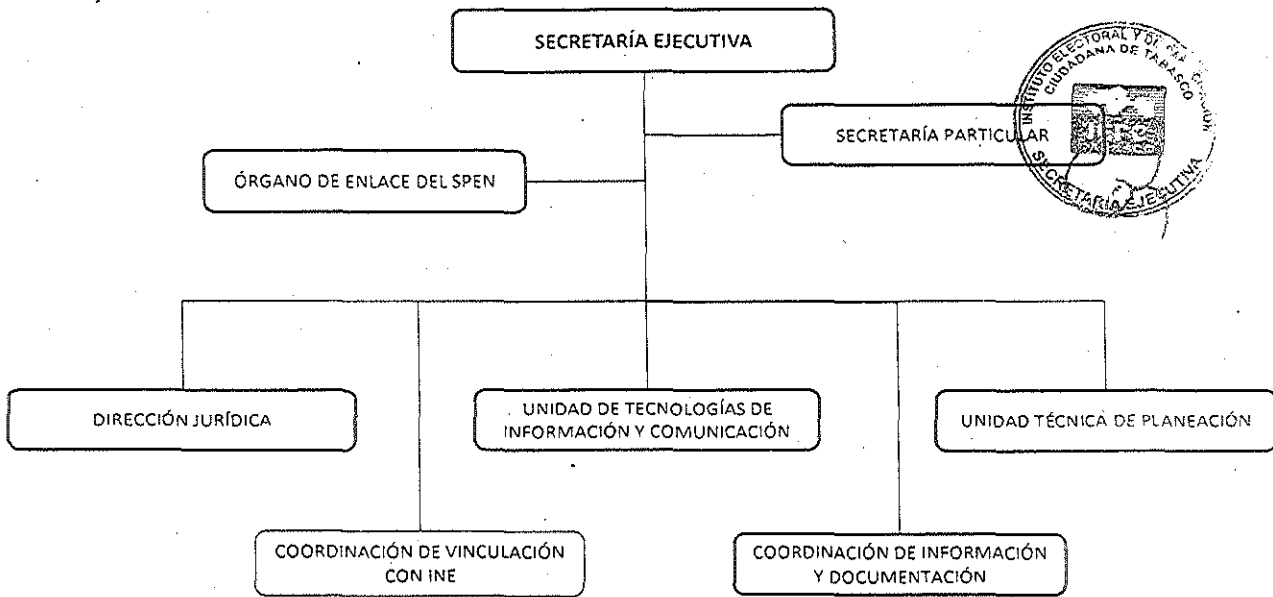 SECRETARÍA EJECUTIVA
INSTITUTO ELECTORAL Y DE
CIUDADANA DE TABASCO
SECRETARÍA EJECUTIVA
SECRETARÍA PARTICULAR
ÓRGANO DE ENLACE DEL SPEN
DIRECCIÓN JURÍDICA
UNIDAD DE TECNOLOGÍAS DE
INFORMACIÓN Y COMUNICACIÓN
UNIDAD TÉCNICA DE PLANEACIÓN
COORDINACIÓN DE VINCULACIÓN
CON INE
COORDINACIÓN DE INFORMACIÓN
Y DOCUMENTACIÓN